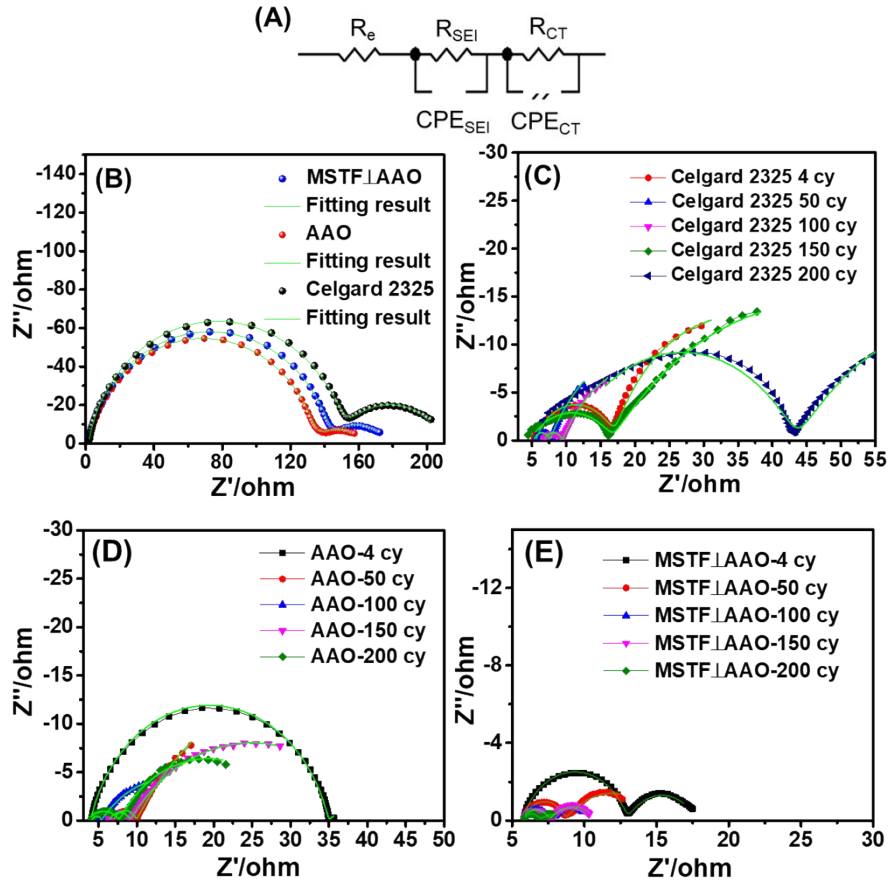 (A)
Re
RSEI
RCT
CPESEI
CPECT
(B)
MSTF⊥AAO
Fitting result
AAO
Fitting result
Celgard 2325
Fitting result
-140
-120
-100
-80
-60
-40
-20
0
Z''/ohm
0 40 80 120 160 200
Z'/ohm
(C)
Celgard 2325 4 cy
Celgard 2325 50 cy
Celgard 2325 100 cy
Celgard 2325 150 cy
Celgard 2325 200 cy
-30
-25
-20
-15
-10
-5
0
Z''/ohm
5 10 15 20 25 30 35 40 45 50 55
Z'/ohm
(D)
AAO-4 cy
AAO-50 cy
AAO-100 cy
AAO-150 cy
AAO-200 cy
-30
-25
-20
-15
-10
-5
0
Z''/ohm
5 10 15 20 25 30 35 40 45 50
Z'/ohm
(E)
MSTF⊥AAO-4 cy
MSTF⊥AAO-50 cy
MSTF⊥AAO-100 cy
MSTF⊥AAO-150 cy
MSTF⊥AAO-200 cy
-12
-8
-4
0
Z''/ohm
5 10 15 20 25 30
Z'/ohm